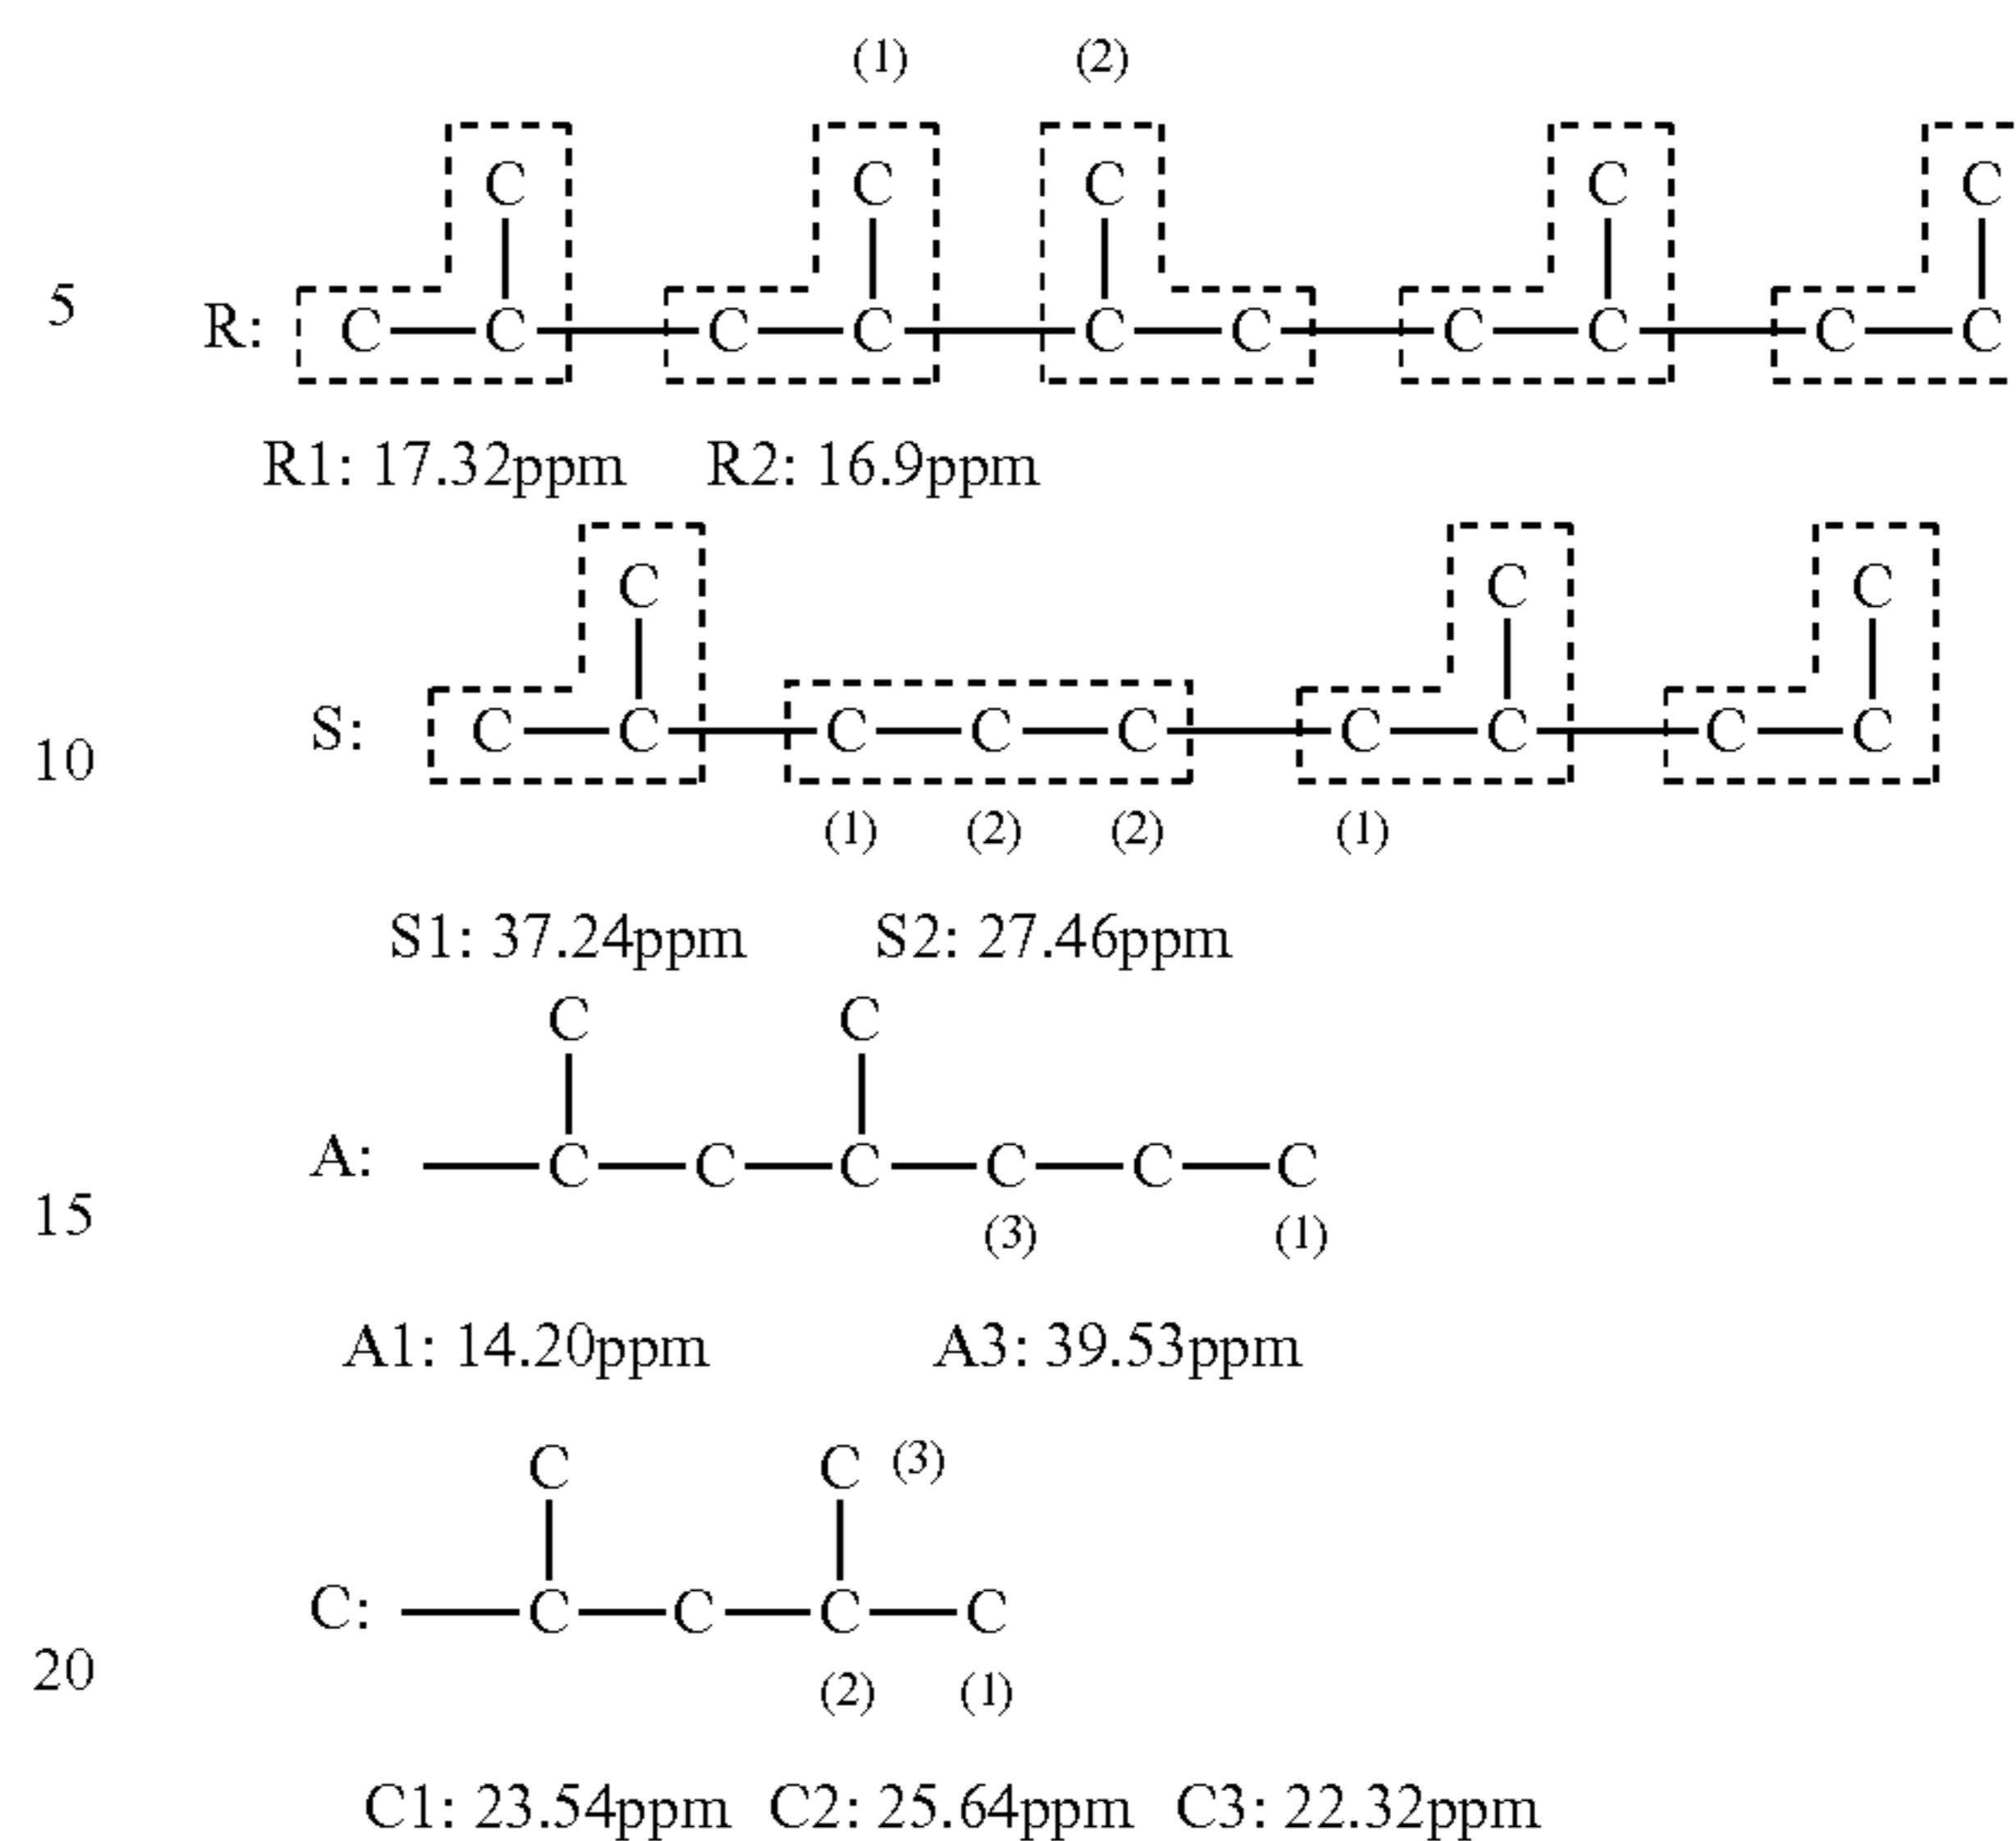 (1) (2)
C C C C C
5 R: C C C C C C C C C C
R1: 17.32ppm R2: 16.9ppm
C C C
10 S: C C C C C C C C C
(1) (2) (2) (1)
S1: 37.24ppm S2: 27.46ppm
C C
15 A: C C C C C C
(3) (1)
A1: 14.20ppm A3: 39.53ppm
C C (3)
20 C: C C C C
(2) (1)
C1: 23.54ppm C2: 25.64ppm C3: 22.32ppm